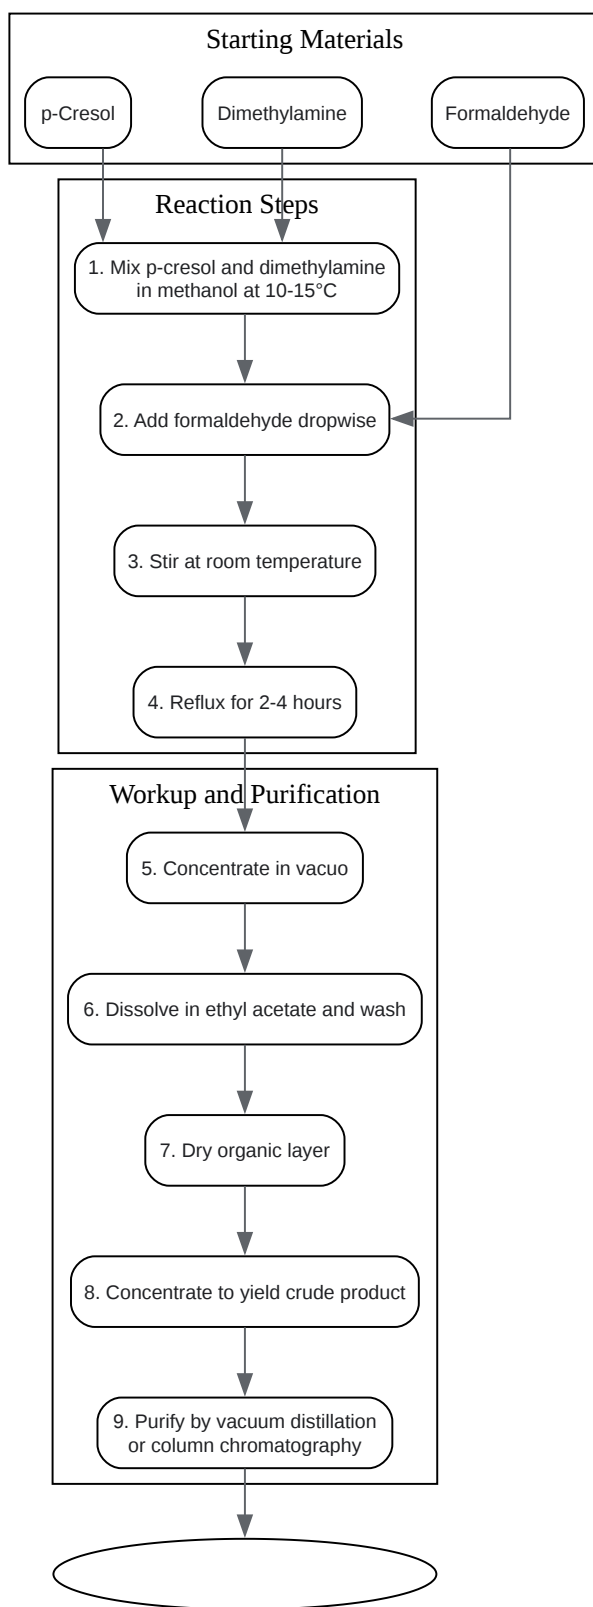 Starting Materials
p-Cresol
Dimethylamine
Formaldehyde
Reaction Steps
1. Mix p-cresol and dimethylamine
in methanol at 10-15°C
2. Add formaldehyde dropwise
3. Stir at room temperature
4. Reflux for 2-4 hours
Workup and Purification
5. Concentrate in vacuo
6. Dissolve in ethyl acetate and wash
7. Dry organic layer
8. Concentrate to yield crude product
9. Purify by vacuum distillation
or column chromatography